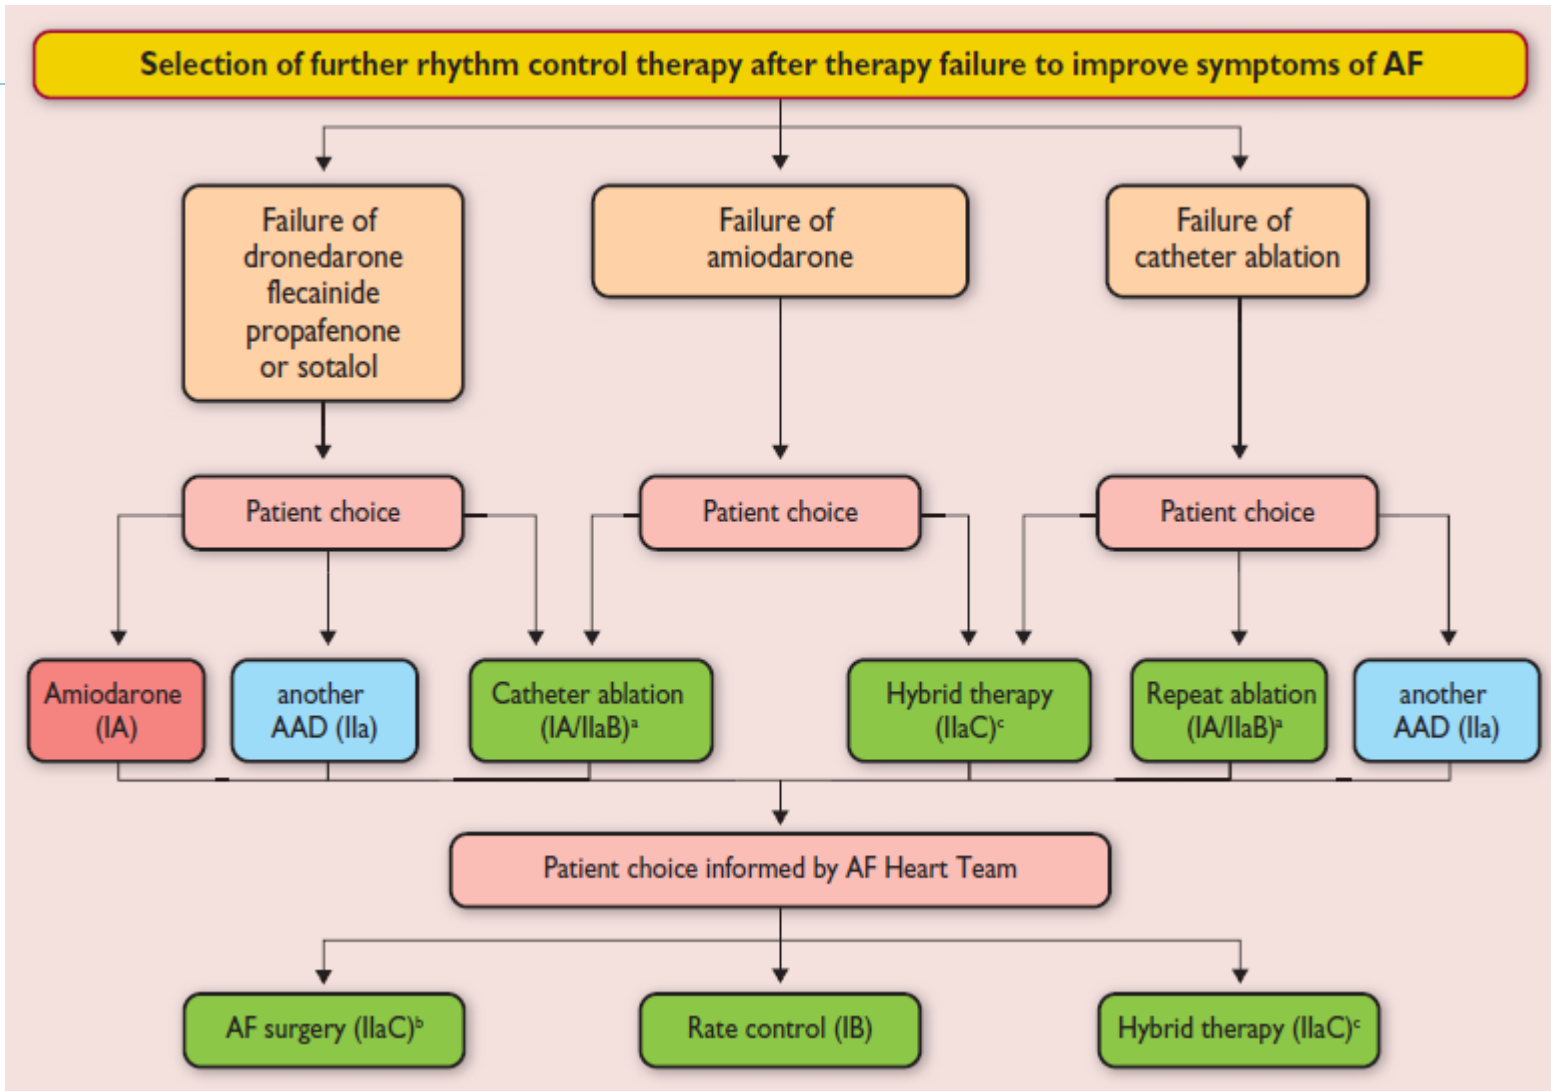 Selection of further rhythm control therapy after therapy failure to improve symptoms of AF
Failure of
dronedarone
flecainide
propafenone
or sotalol
Failure of
amiodarone
Failure of
catheter ablation
Patient choice
Patient choice
Patient choice
Amiodarone
(IA)
another
AAD (IIa)
Catheter ablation
(IA/IIaB)ᵃ
Hybrid therapy
(IIaC)ᶜ
Repeat ablation
(IA/IIaB)ᵃ
another
AAD (IIa)
Patient choice informed by AF Heart Team
AF surgery (IIaC)ᵇ
Rate control (IB)
Hybrid therapy (IIaC)ᶜ